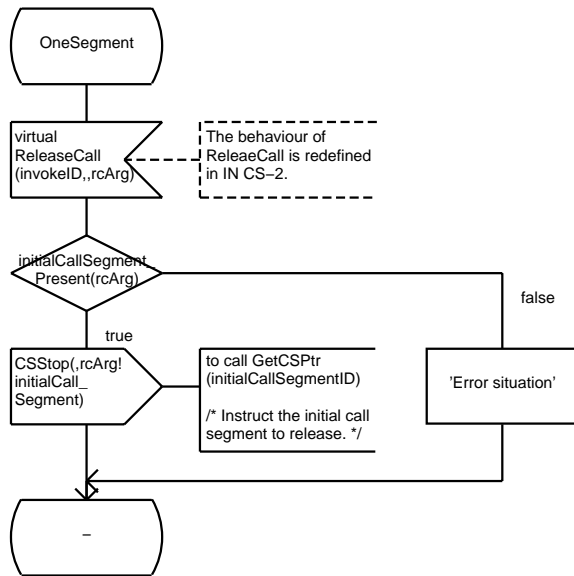 OneSegment
virtual
ReleaseCall
(invokeID,,rcArg)
The behaviour of
ReleaeCall is redefined
in IN CS−2.
initialCallSegment_
Present(rcArg)
false
true
CSStop(,rcArg!
initialCall_
Segment)
to call GetCSPtr
(initialCallSegmentID)
/* Instruct the initial call
segment to release. */
'Error situation'
−